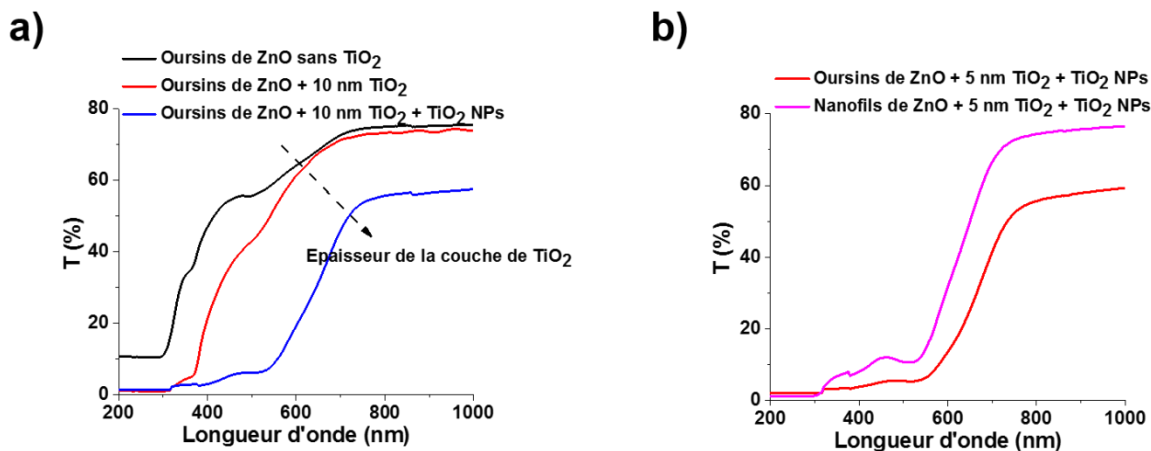 a)
Oursins de ZnO sans TiO2
Oursins de ZnO + 10 nm TiO2
Oursins de ZnO + 10 nm TiO2 + TiO2 NPs
80
60
40
20
0
T (%)
Epaisseur de la couche de TiO2
200 400 600 800 1000
Longueur d'onde (nm)
b)
Oursins de ZnO + 5 nm TiO2 + TiO2 NPs
Nanofils de ZnO + 5 nm TiO2 + TiO2 NPs
80
60
40
20
0
T (%)
200 400 600 800 1000
Longueur d'onde (nm)